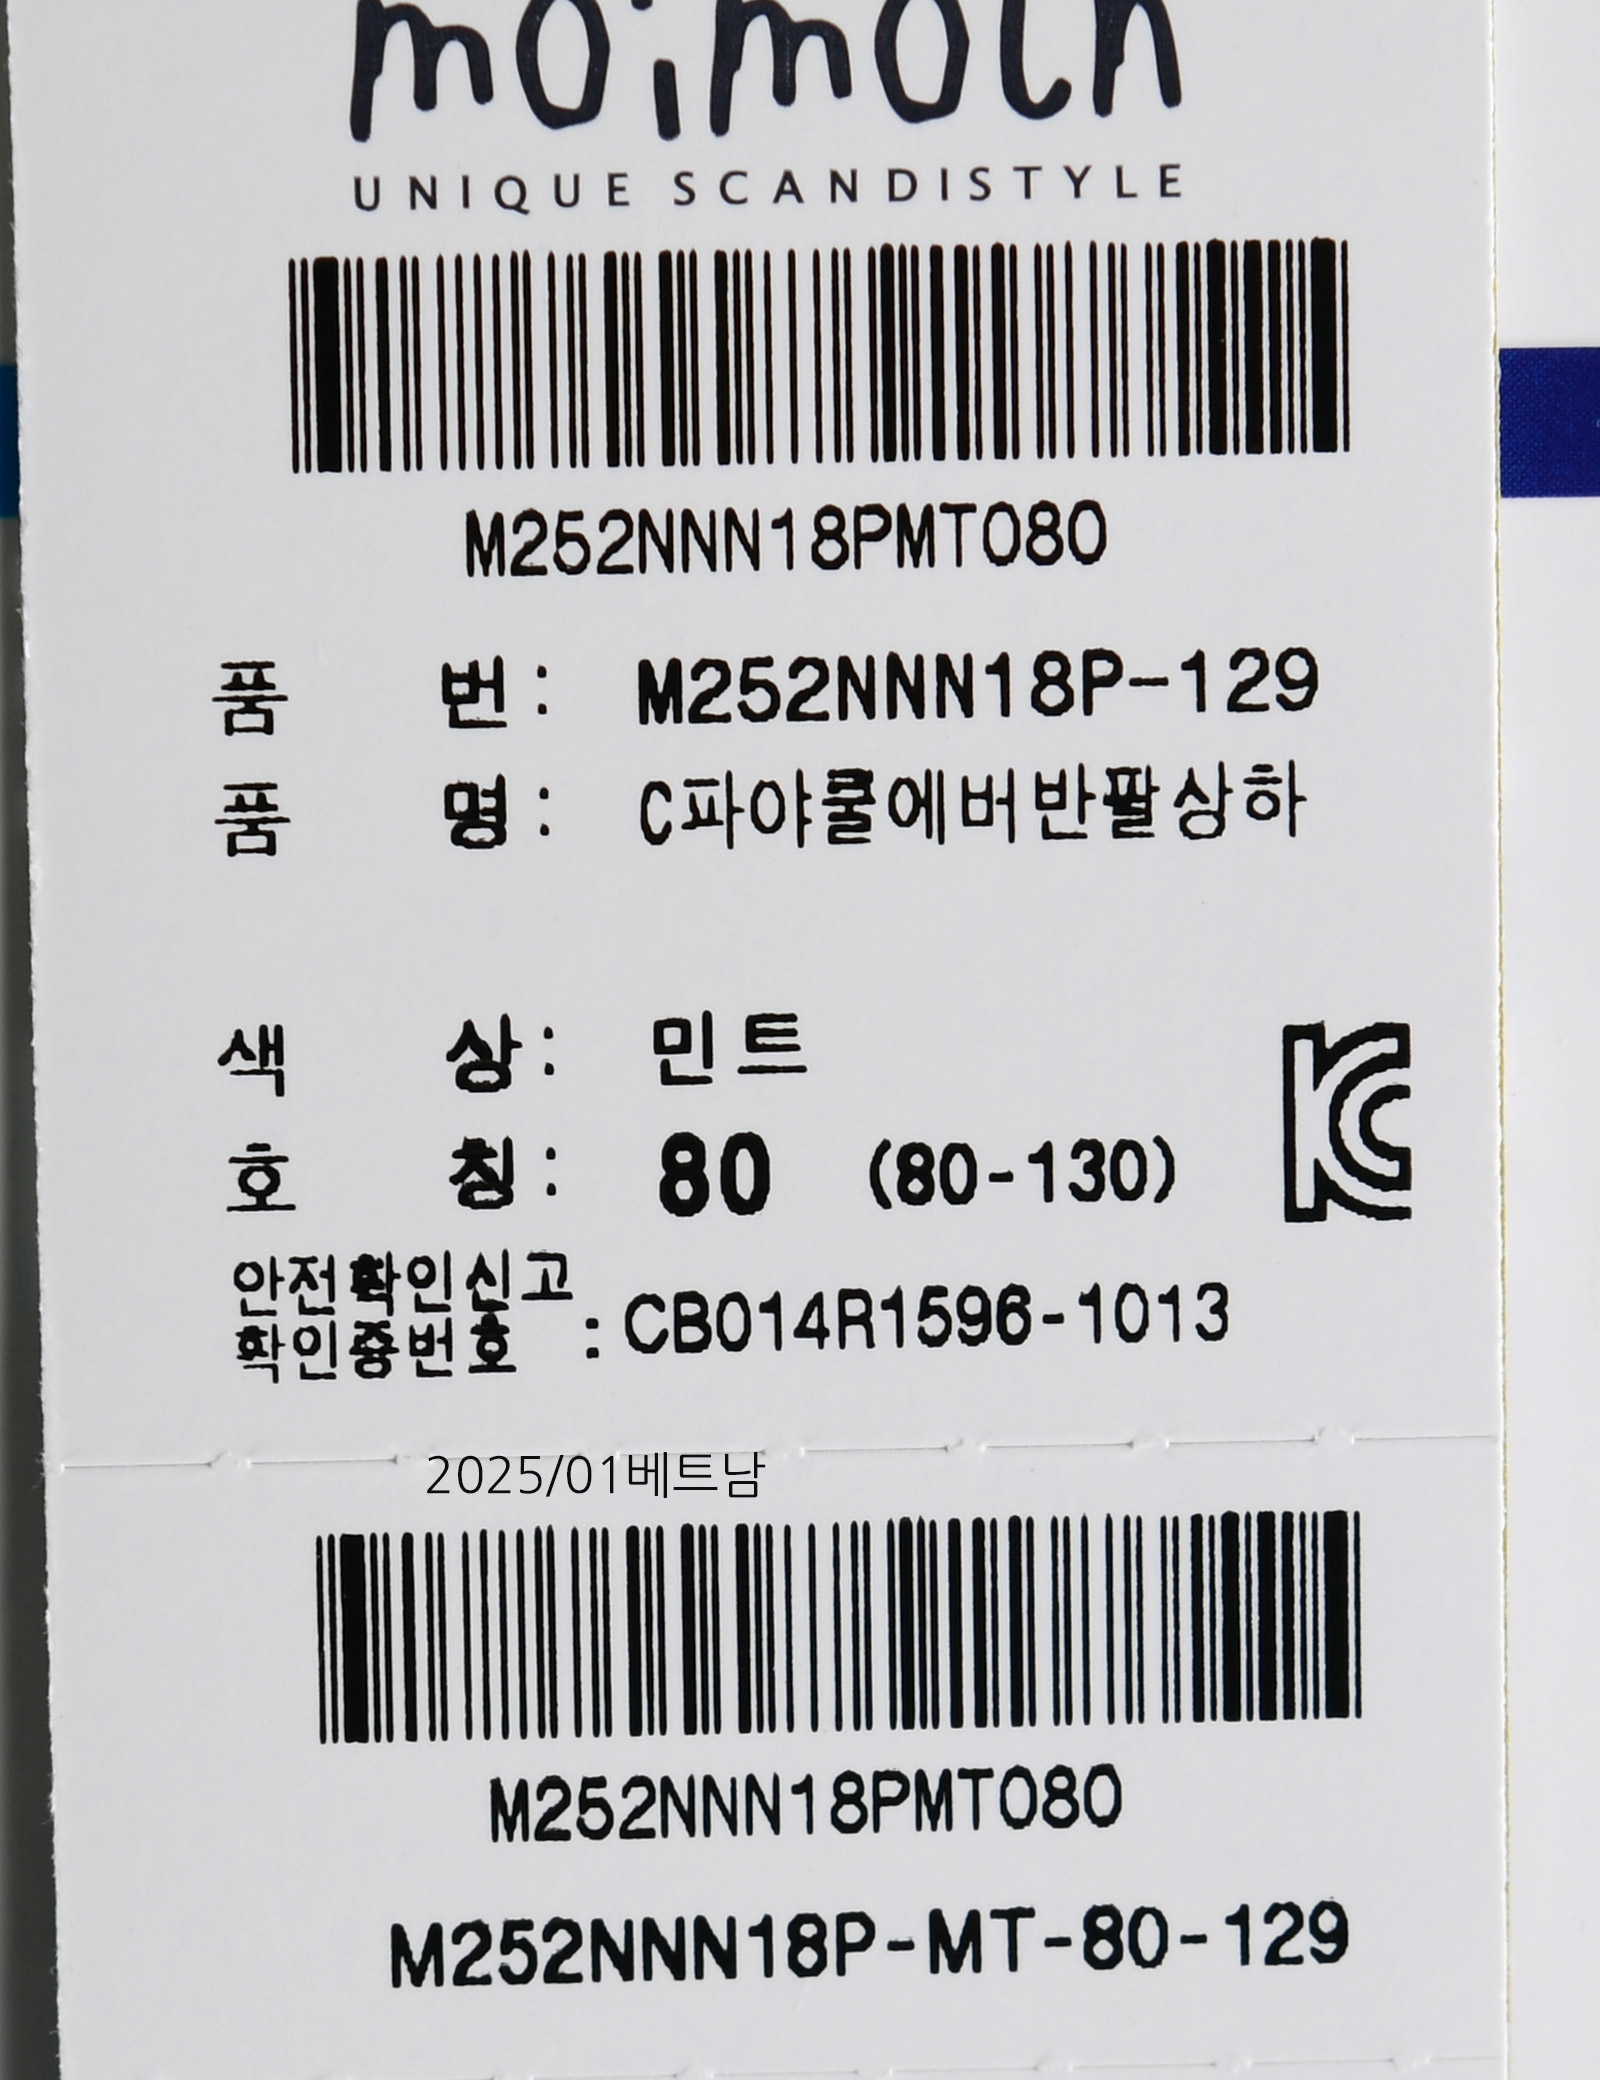 moimoln
UNIQUE SCANDISTYLE
M252NNN18PMT080
품 번 : M252NNN18P-129
품 명 : C파야쿨에버반팔상하
색 상 : 민트
호 칭 : 80 (80-130)
안전확인신고
확인증번호 : CB014R1596-1013
2025/01베트남
M252NNN18PMT080
M252NNN18P-MT-80-129